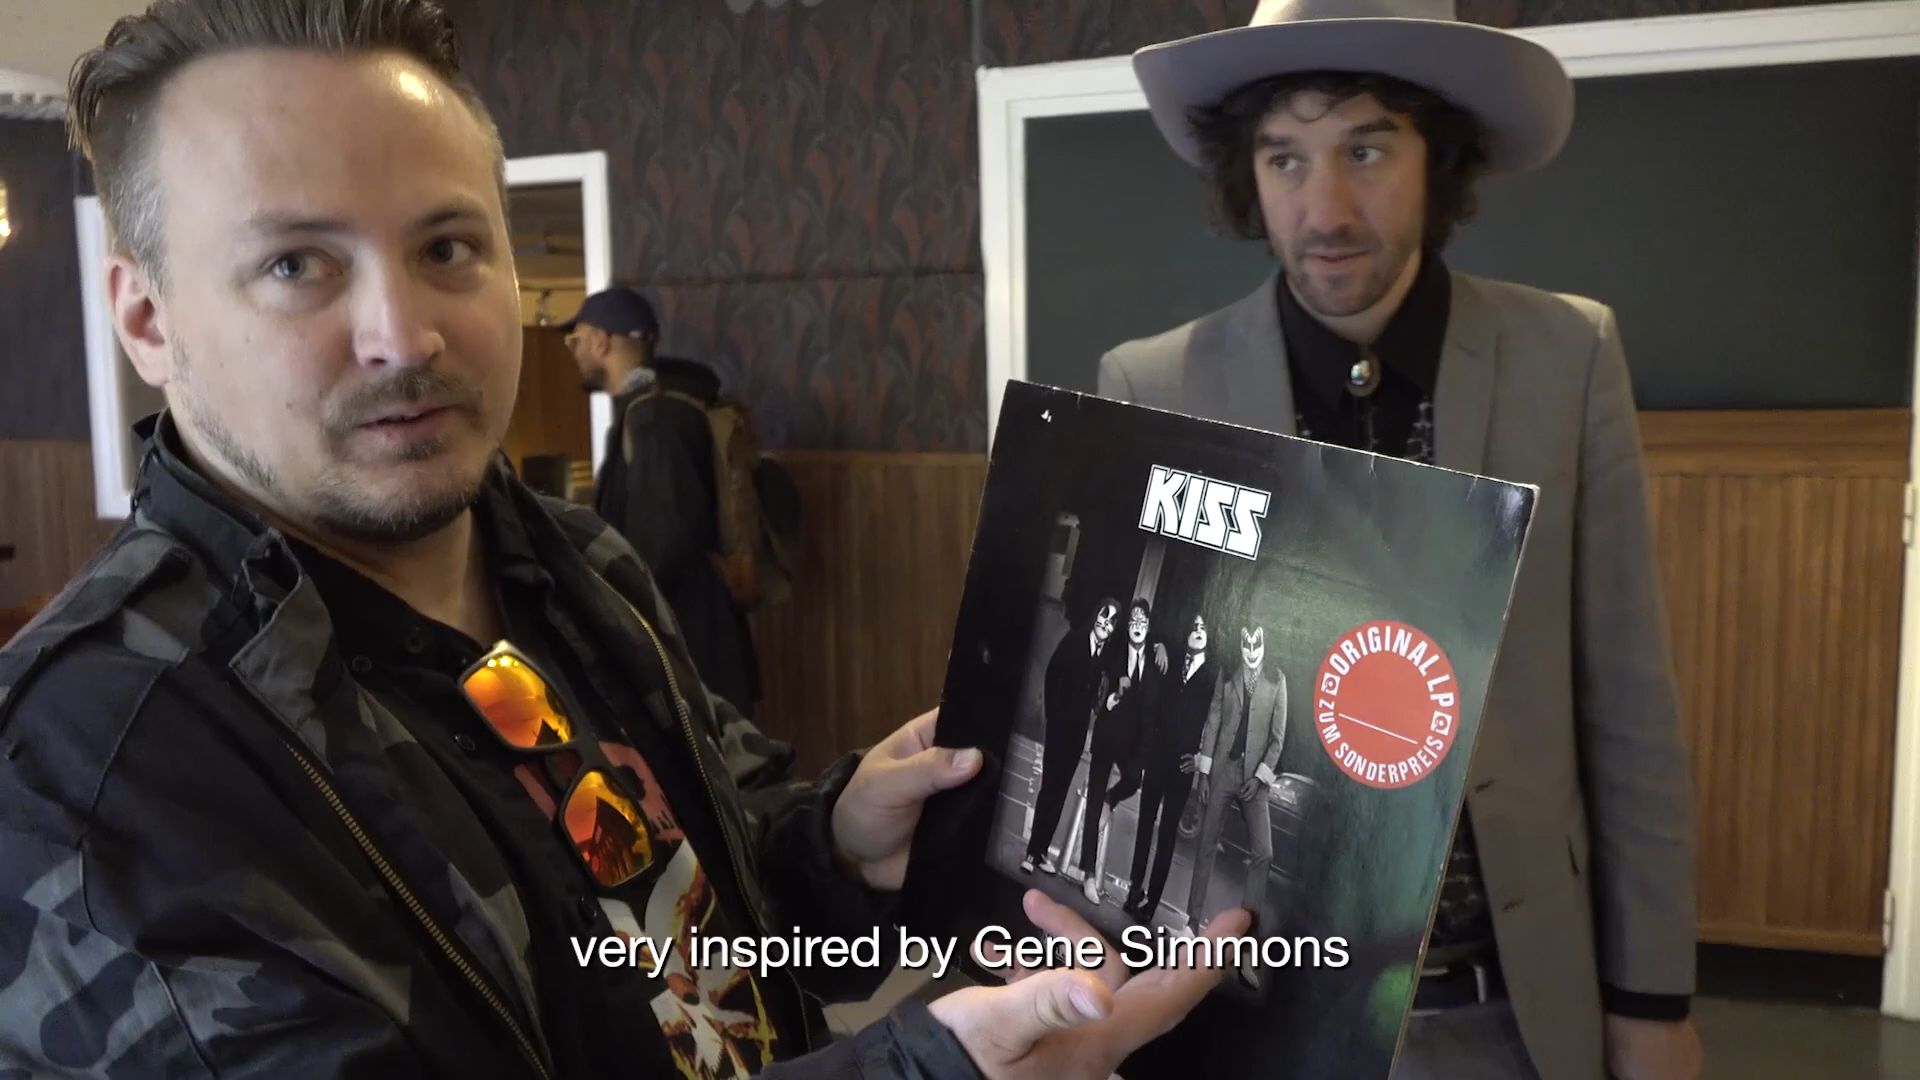 KISS
ORIGINAL LP
ZUM SONDERPREIS
very inspired by Gene Simmons